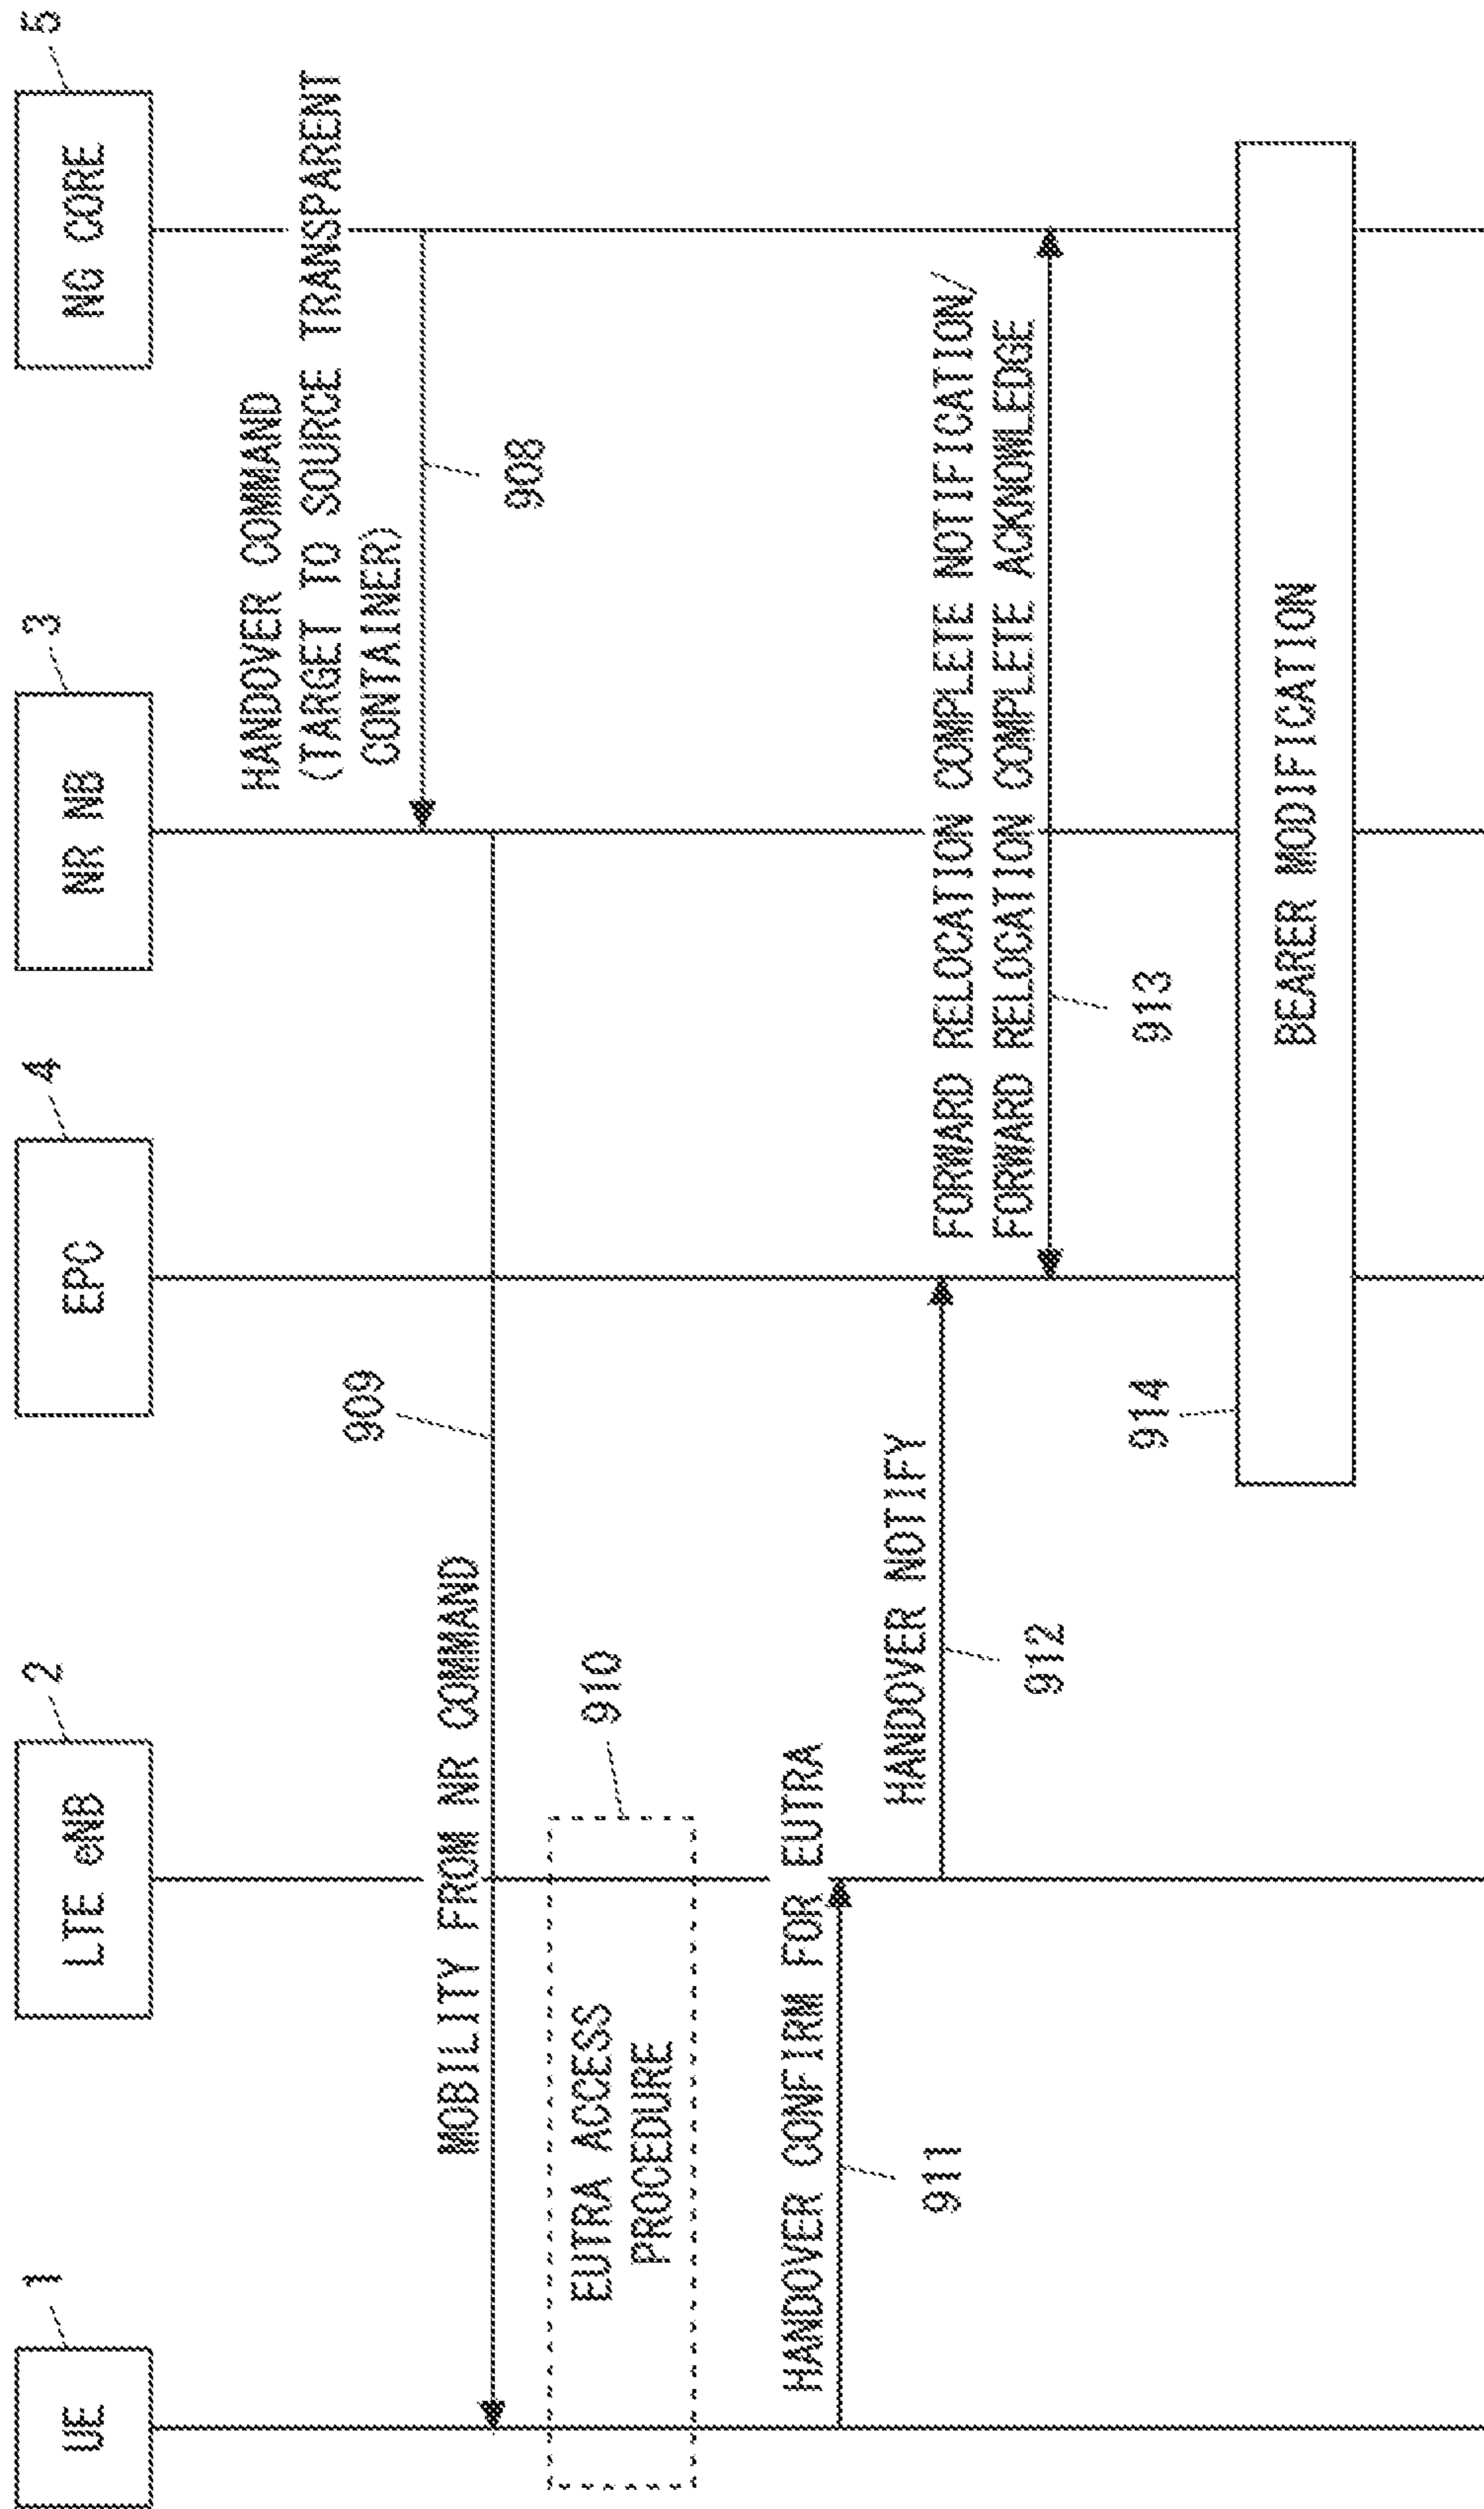 UE
1
LTE eNB
2
EPC
4
NR NB
3
NG CORE
5
HANDOVER COMMAND
(TARGET TO SOURCE TRANSPARENT
CONTAINER)
908
909
MOBILITY FROM NR COMMAND
910
EUTRA ACCESS
PROCEDURE
HANDOVER CONFIRM FOR EUTRA
911
HANDOVER NOTIFY
912
FORWARD RELOCATION COMPLETE NOTIFICATION/
FORWARD RELOCATION COMPLETE ACKNOWLEDGE
913
914
BEARER MODIFICATION